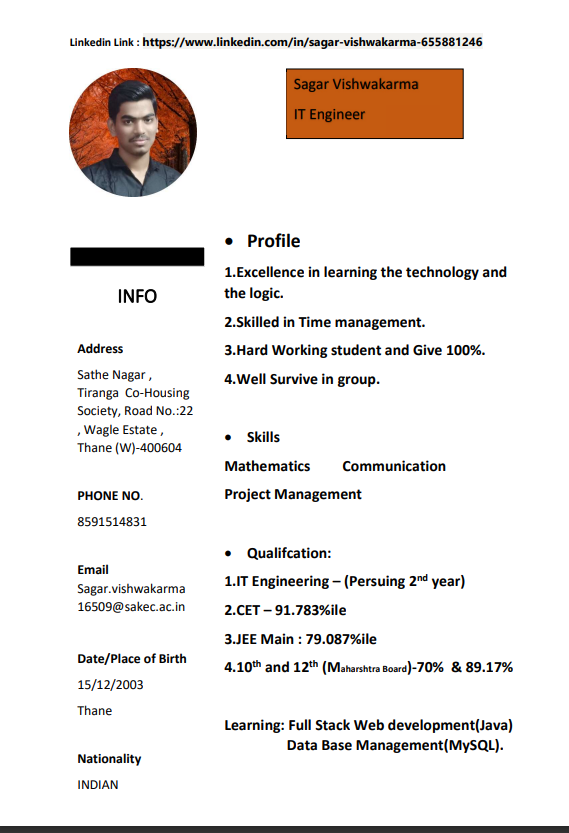 Linkedin Link : https://www.linkedin.com/in/sagar-vishwakarma-655881246
Sagar Vishwakarma
IT Engineer
INFO
Address
Sathe Nagar ,
Tiranga Co-Housing
Society, Road No.:22
, Wagle Estate ,
Thane (W)-400604
PHONE NO.
8591514831
Email
Sagar.vishwakarma
16509@sakec.ac.in
Date/Place of Birth
15/12/2003
Thane
Nationality
INDIAN
• Profile
1.Excellence in learning the technology and
the logic.
2.Skilled in Time management.
3.Hard Working student and Give 100%.
4.Well Survive in group.
• Skills
Mathematics Communication
Project Management
• Qualifcation:
1.IT Engineering – (Persuing 2nd year)
2.CET – 91.783%ile
3.JEE Main : 79.087%ile
4.10th and 12th (Maharshtra Board)-70% & 89.17%
Learning: Full Stack Web development(Java)
Data Base Management(MySQL).